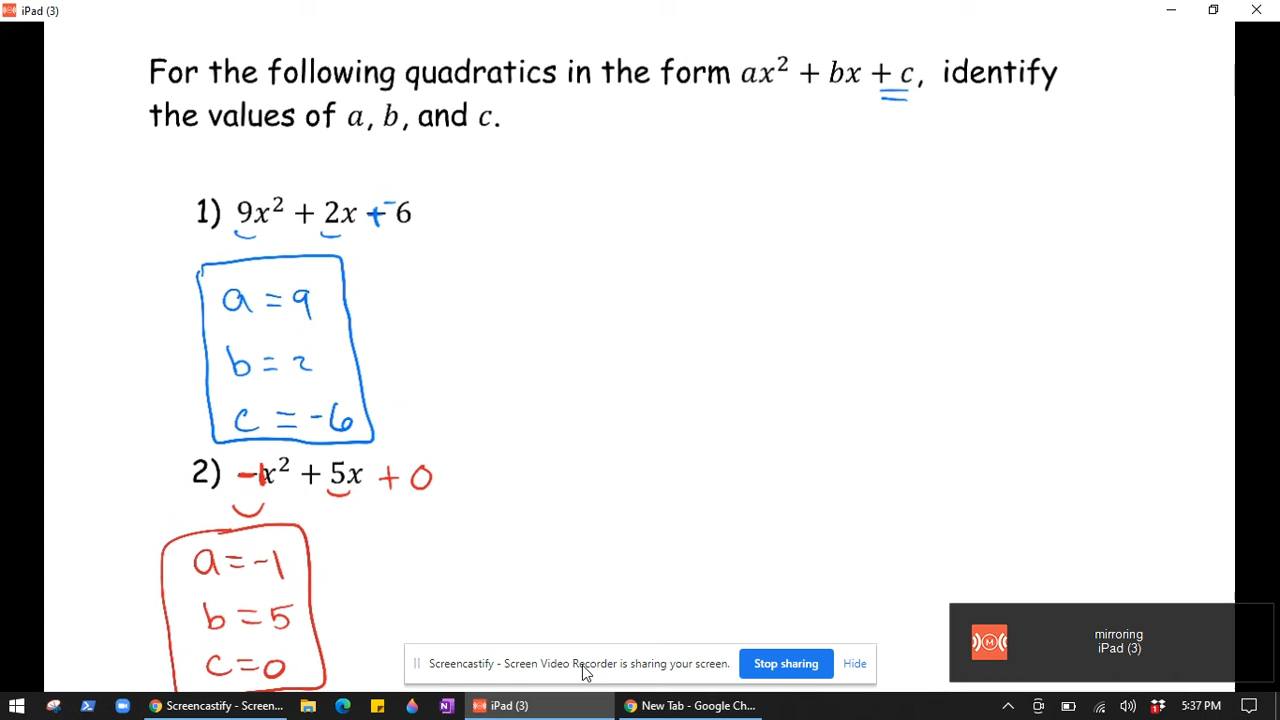 iPad (3)
For the following quadratics in the form ax² + bx + c, identify
the values of a, b, and c.
1) 9x² + 2x + ⁻6
a = 9
b = 2
c = -6
2) -1x² + 5x + 0
a = -1
b = 5
c = 0
mirroring
iPad (3)
Screencastify - Screen Video Recorder is sharing your screen.
Stop sharing
Hide
Screencastify - Screen...
iPad (3)
New Tab - Google Ch...
5:37 PM